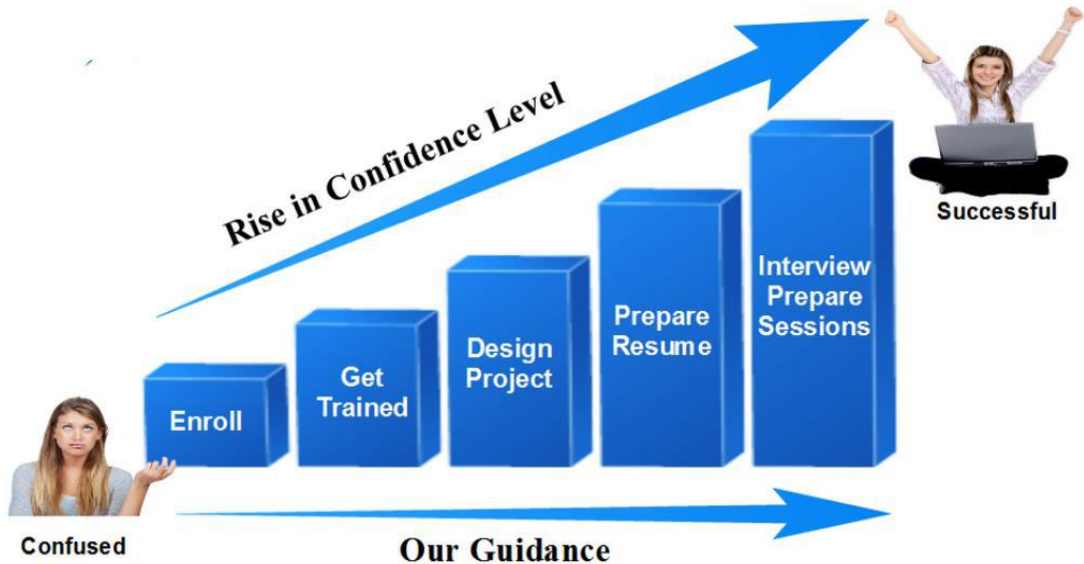 Rise in Confidence Level
Successful
Interview
Prepare
Sessions
Prepare
Resume
Design
Project
Get
Trained
Enroll
Confused
Our Guidance